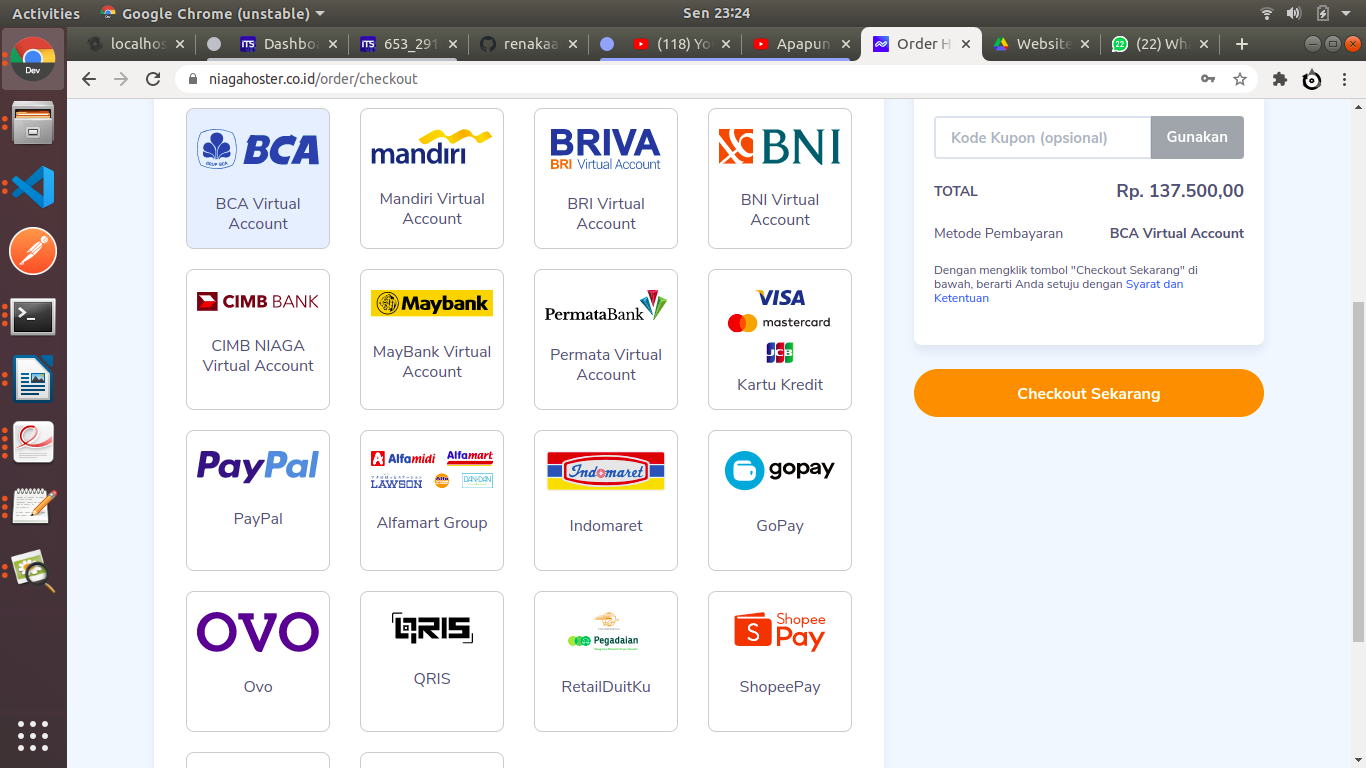 Activities
Google Chrome (unstable)
Sen 23:24
Dev
localhos
Dashbo
653_291
renakaa
(118) Yo
Apapun
Order H
Website
(22) Wha
niagahoster.co.id/order/checkout
BCA
BCA Virtual
Account
mandiri
Mandiri Virtual
Account
BRIVA
BRI Virtual Account
BRI Virtual
Account
BNI
BNI Virtual
Account
CIMB BANK
CIMB NIAGA
Virtual Account
Maybank
MayBank Virtual
Account
PermataBank
Permata Virtual
Account
VISA
mastercard
JCB
Kartu Kredit
PayPal
PayPal
Alfamidi
Alfamart
LAWSON
DAN+DAN
Alfamart Group
Indomaret
Indomaret
gopay
GoPay
OVO
Ovo
QRIS
QRIS
Pegadaian
RetailDuitKu
Shopee
Pay
ShopeePay
Kode Kupon (opsional)
Gunakan
TOTAL
Rp. 137.500,00
Metode Pembayaran
BCA Virtual Account
Dengan mengklik tombol "Checkout Sekarang" di
bawah, berarti Anda setuju dengan Syarat dan
Ketentuan
Checkout Sekarang